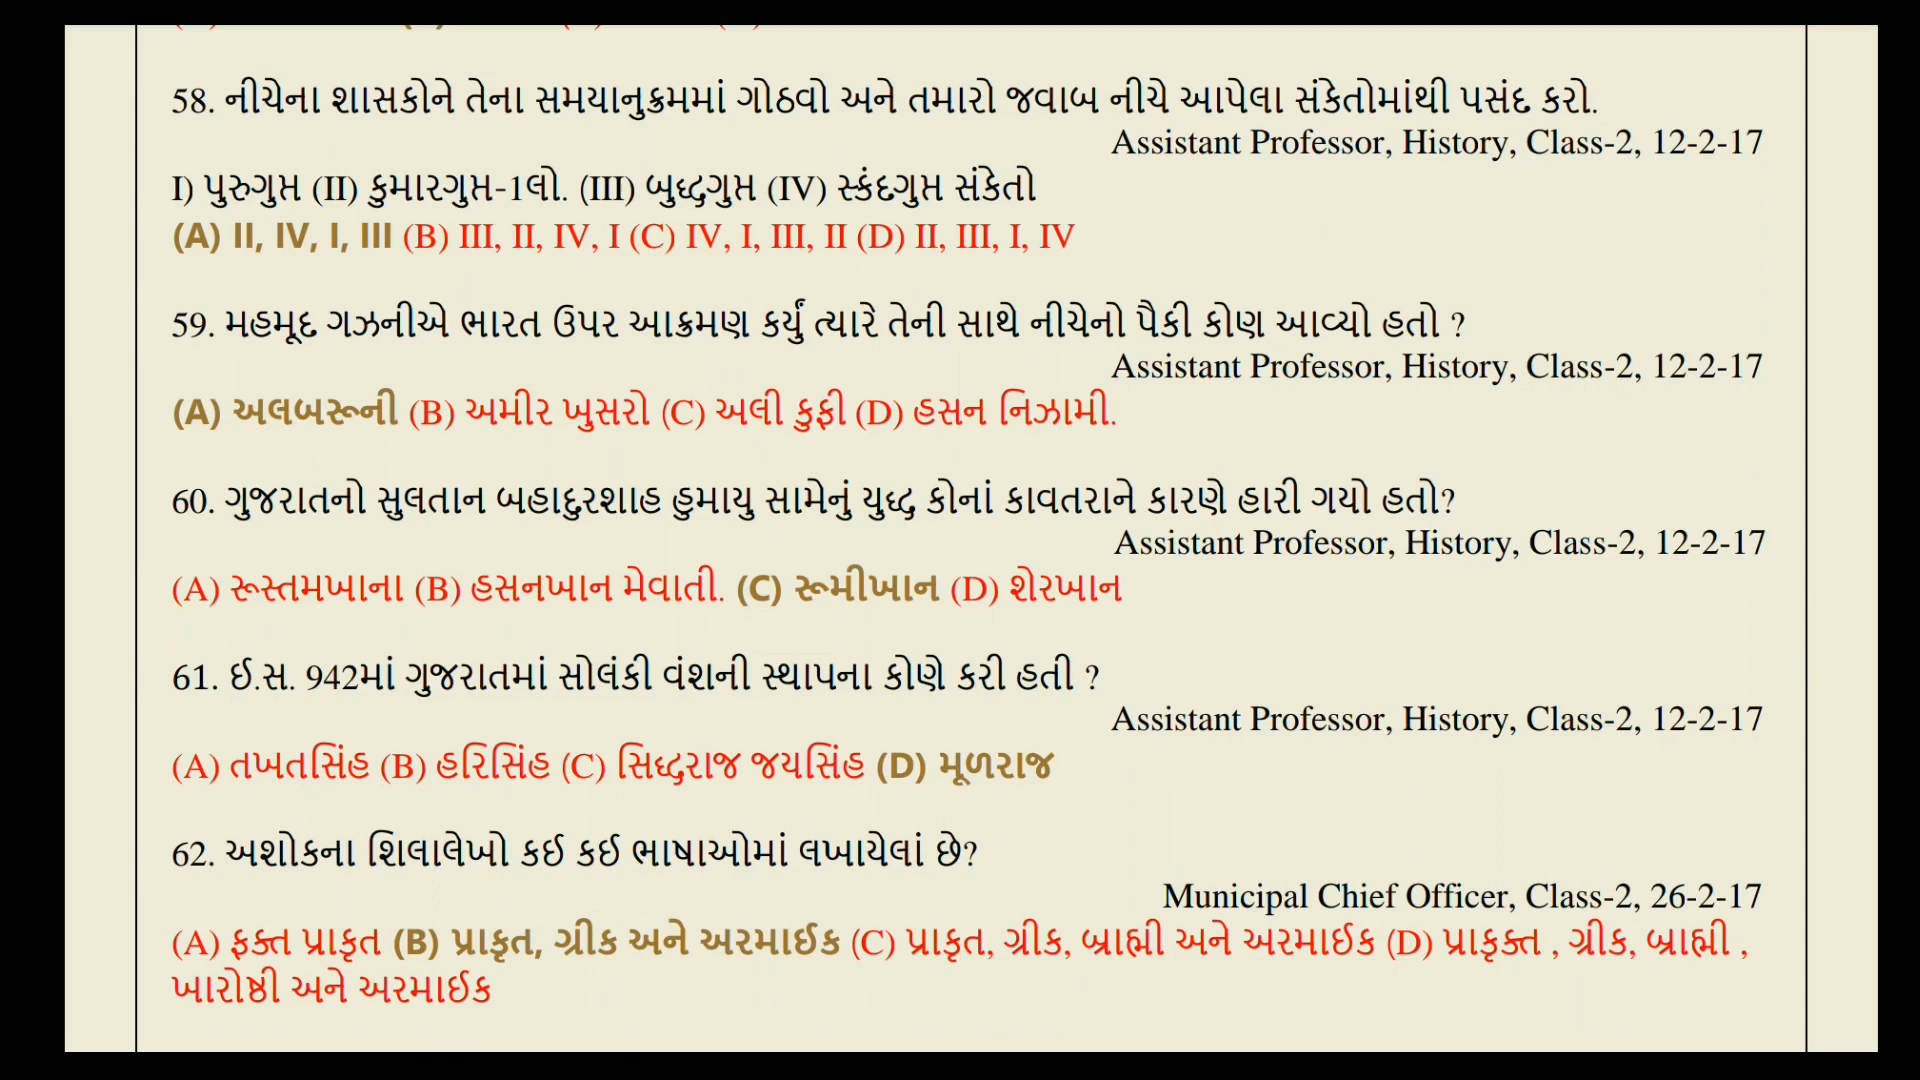 58. નીચેના શાસકોને તેના સમયાનુક્રમમાં ગોઠવો અને તમારો જવાબ નીચે આપેલા સંકેતોમાંથી પસંદ કરો.
Assistant Professor, History, Class-2, 12-2-17
I) પુરુગુપ્ત (II) કુમારગુપ્ત-1લો. (III) બુધ્ધગુપ્ત (IV) સ્કંદગુપ્ત સંકેતો
(A) II, IV, I, III (B) III, II, IV, I (C) IV, I, III, II (D) II, III, I, IV
59. મહમૂદ ગઝનીએ ભારત ઉપર આક્રમણ કર્યું ત્યારે તેની સાથે નીચેનો પૈકી કોણ આવ્યો હતો ?
Assistant Professor, History, Class-2, 12-2-17
(A) અલબરૂની (B) અમીર ખુસરો (C) અલી કુફી (D) હસન નિઝામી.
60. ગુજરાતનો સુલતાન બહાદુરશાહ હુમાયુ સામેનું યુધ્ધ કોનાં કાવતરાને કારણે હારી ગયો હતો?
Assistant Professor, History, Class-2, 12-2-17
(A) રૂસ્તમખાના (B) હસનખાન મેવાતી. (C) રૂમીખાન (D) શેરખાન
61. ઈ.સ. 942માં ગુજરાતમાં સોલંકી વંશની સ્થાપના કોણે કરી હતી ?
Assistant Professor, History, Class-2, 12-2-17
(A) તખતસિંહ (B) હરિસિંહ (C) સિધ્ધરાજ જયસિંહ (D) મૂળરાજ
62. અશોકના શિલાલેખો કઈ કઈ ભાષાઓમાં લખાયેલાં છે?
Municipal Chief Officer, Class-2, 26-2-17
(A) ફક્ત પ્રાકૃત (B) પ્રાકૃત, ગ્રીક અને અરમાઈક (C) પ્રાકૃત, ગ્રીક, બ્રાહ્મી અને અરમાઈક (D) પ્રાકૃક્ત , ગ્રીક, બ્રાહ્મી ,
ખારોષ્ઠી અને અરમાઈક